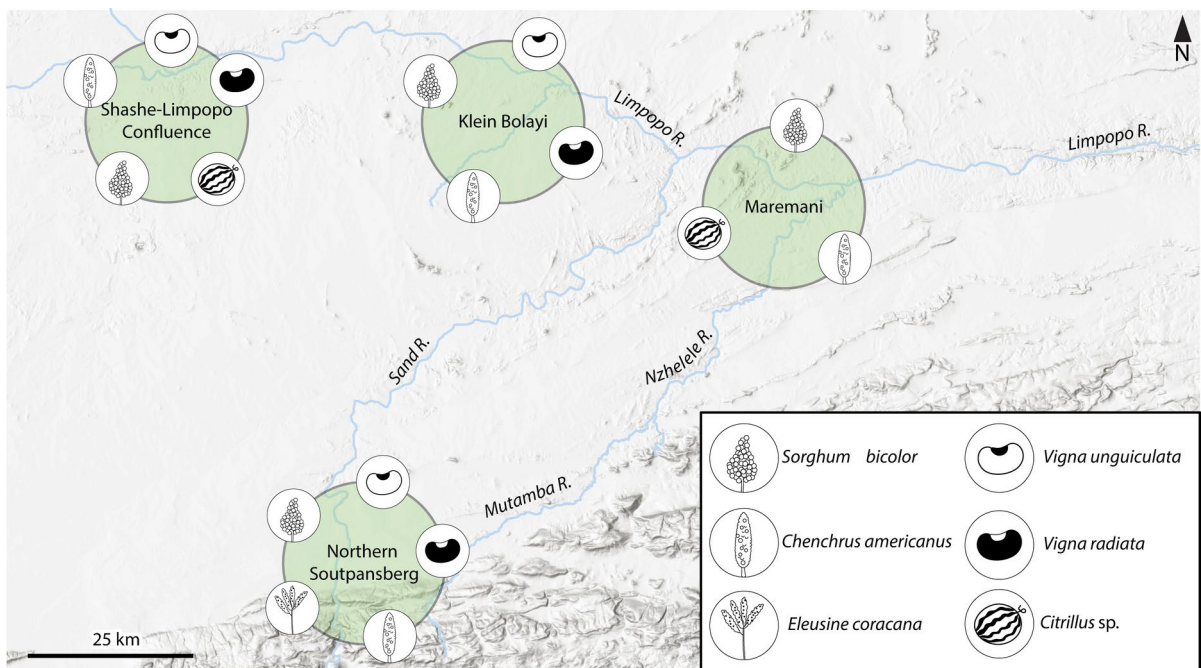 N
Shashe-Limpopo
Confluence
Klein Bolayi
Limpopo R.
Limpopo R.
Maremani
Sand R.
Nzhelele R.
Mutamba R.
Northern
Soutpansberg
25 km
Sorghum bicolor
Vigna unguiculata
Chenchrus americanus
Vigna radiata
Eleusine coracana
Citrillus sp.